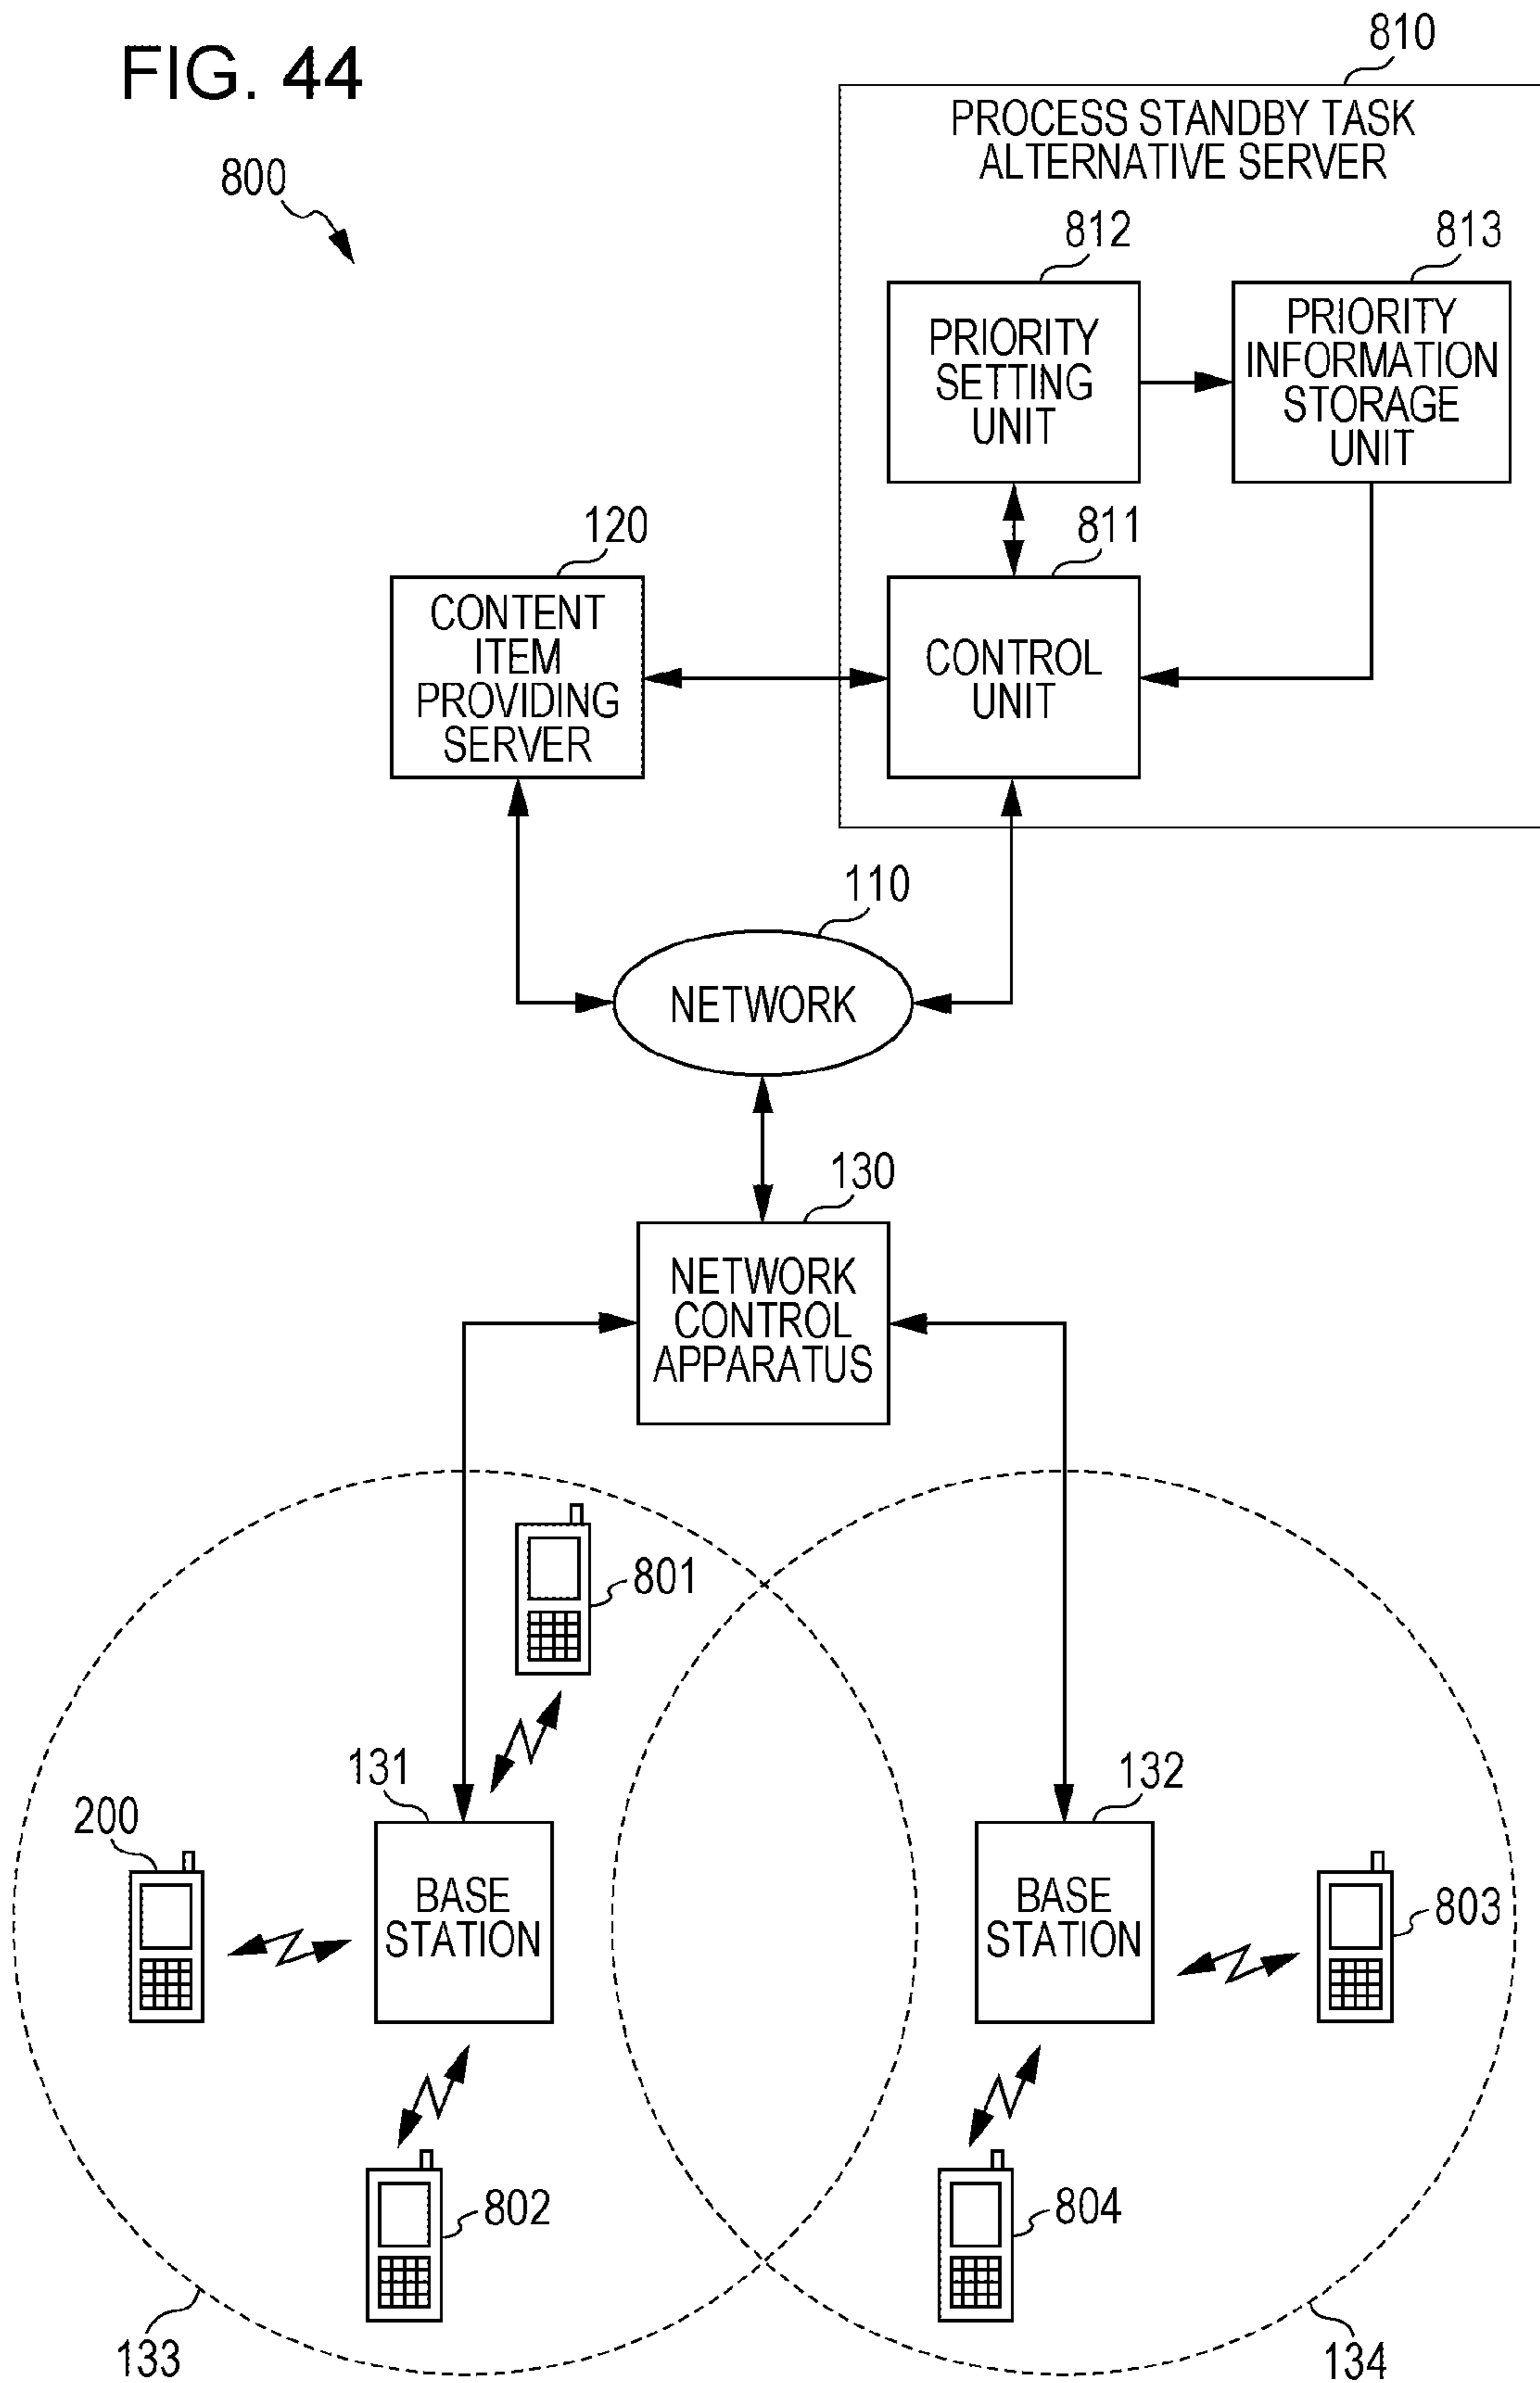 FIG. 44
800
810
PROCESS STANDBY TASK
ALTERNATIVE SERVER
812
813
PRIORITY
SETTING
UNIT
PRIORITY
INFORMATION
STORAGE
UNIT
120
811
CONTENT
ITEM
PROVIDING
SERVER
CONTROL
UNIT
110
NETWORK
130
NETWORK
CONTROL
APPARATUS
801
131
132
200
BASE
STATION
BASE
STATION
803
802
804
133
134